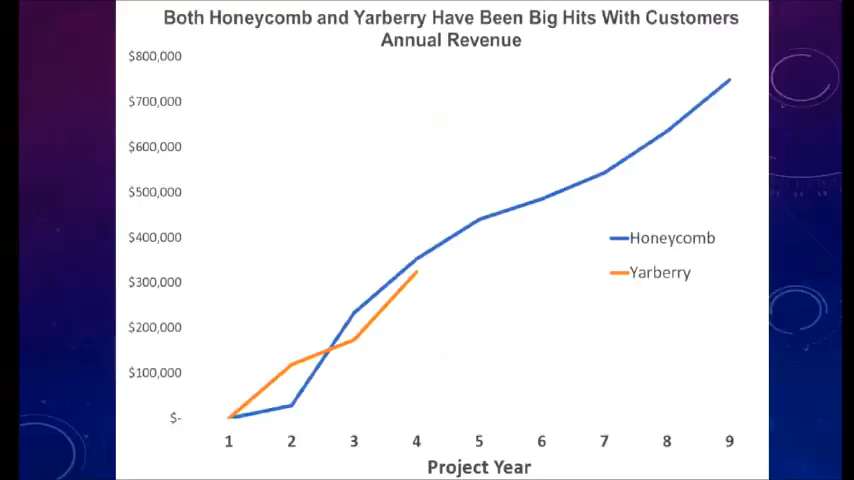 Both Honeycomb and Yarberry Have Been Big Hits With Customers
Annual Revenue
$800,000
$700,000
$600,000
$500,000
$400,000
$300,000
$200,000
$100,000
$-
Honeycomb
Yarberry
1 2 3 4 5 6 7 8 9
Project Year